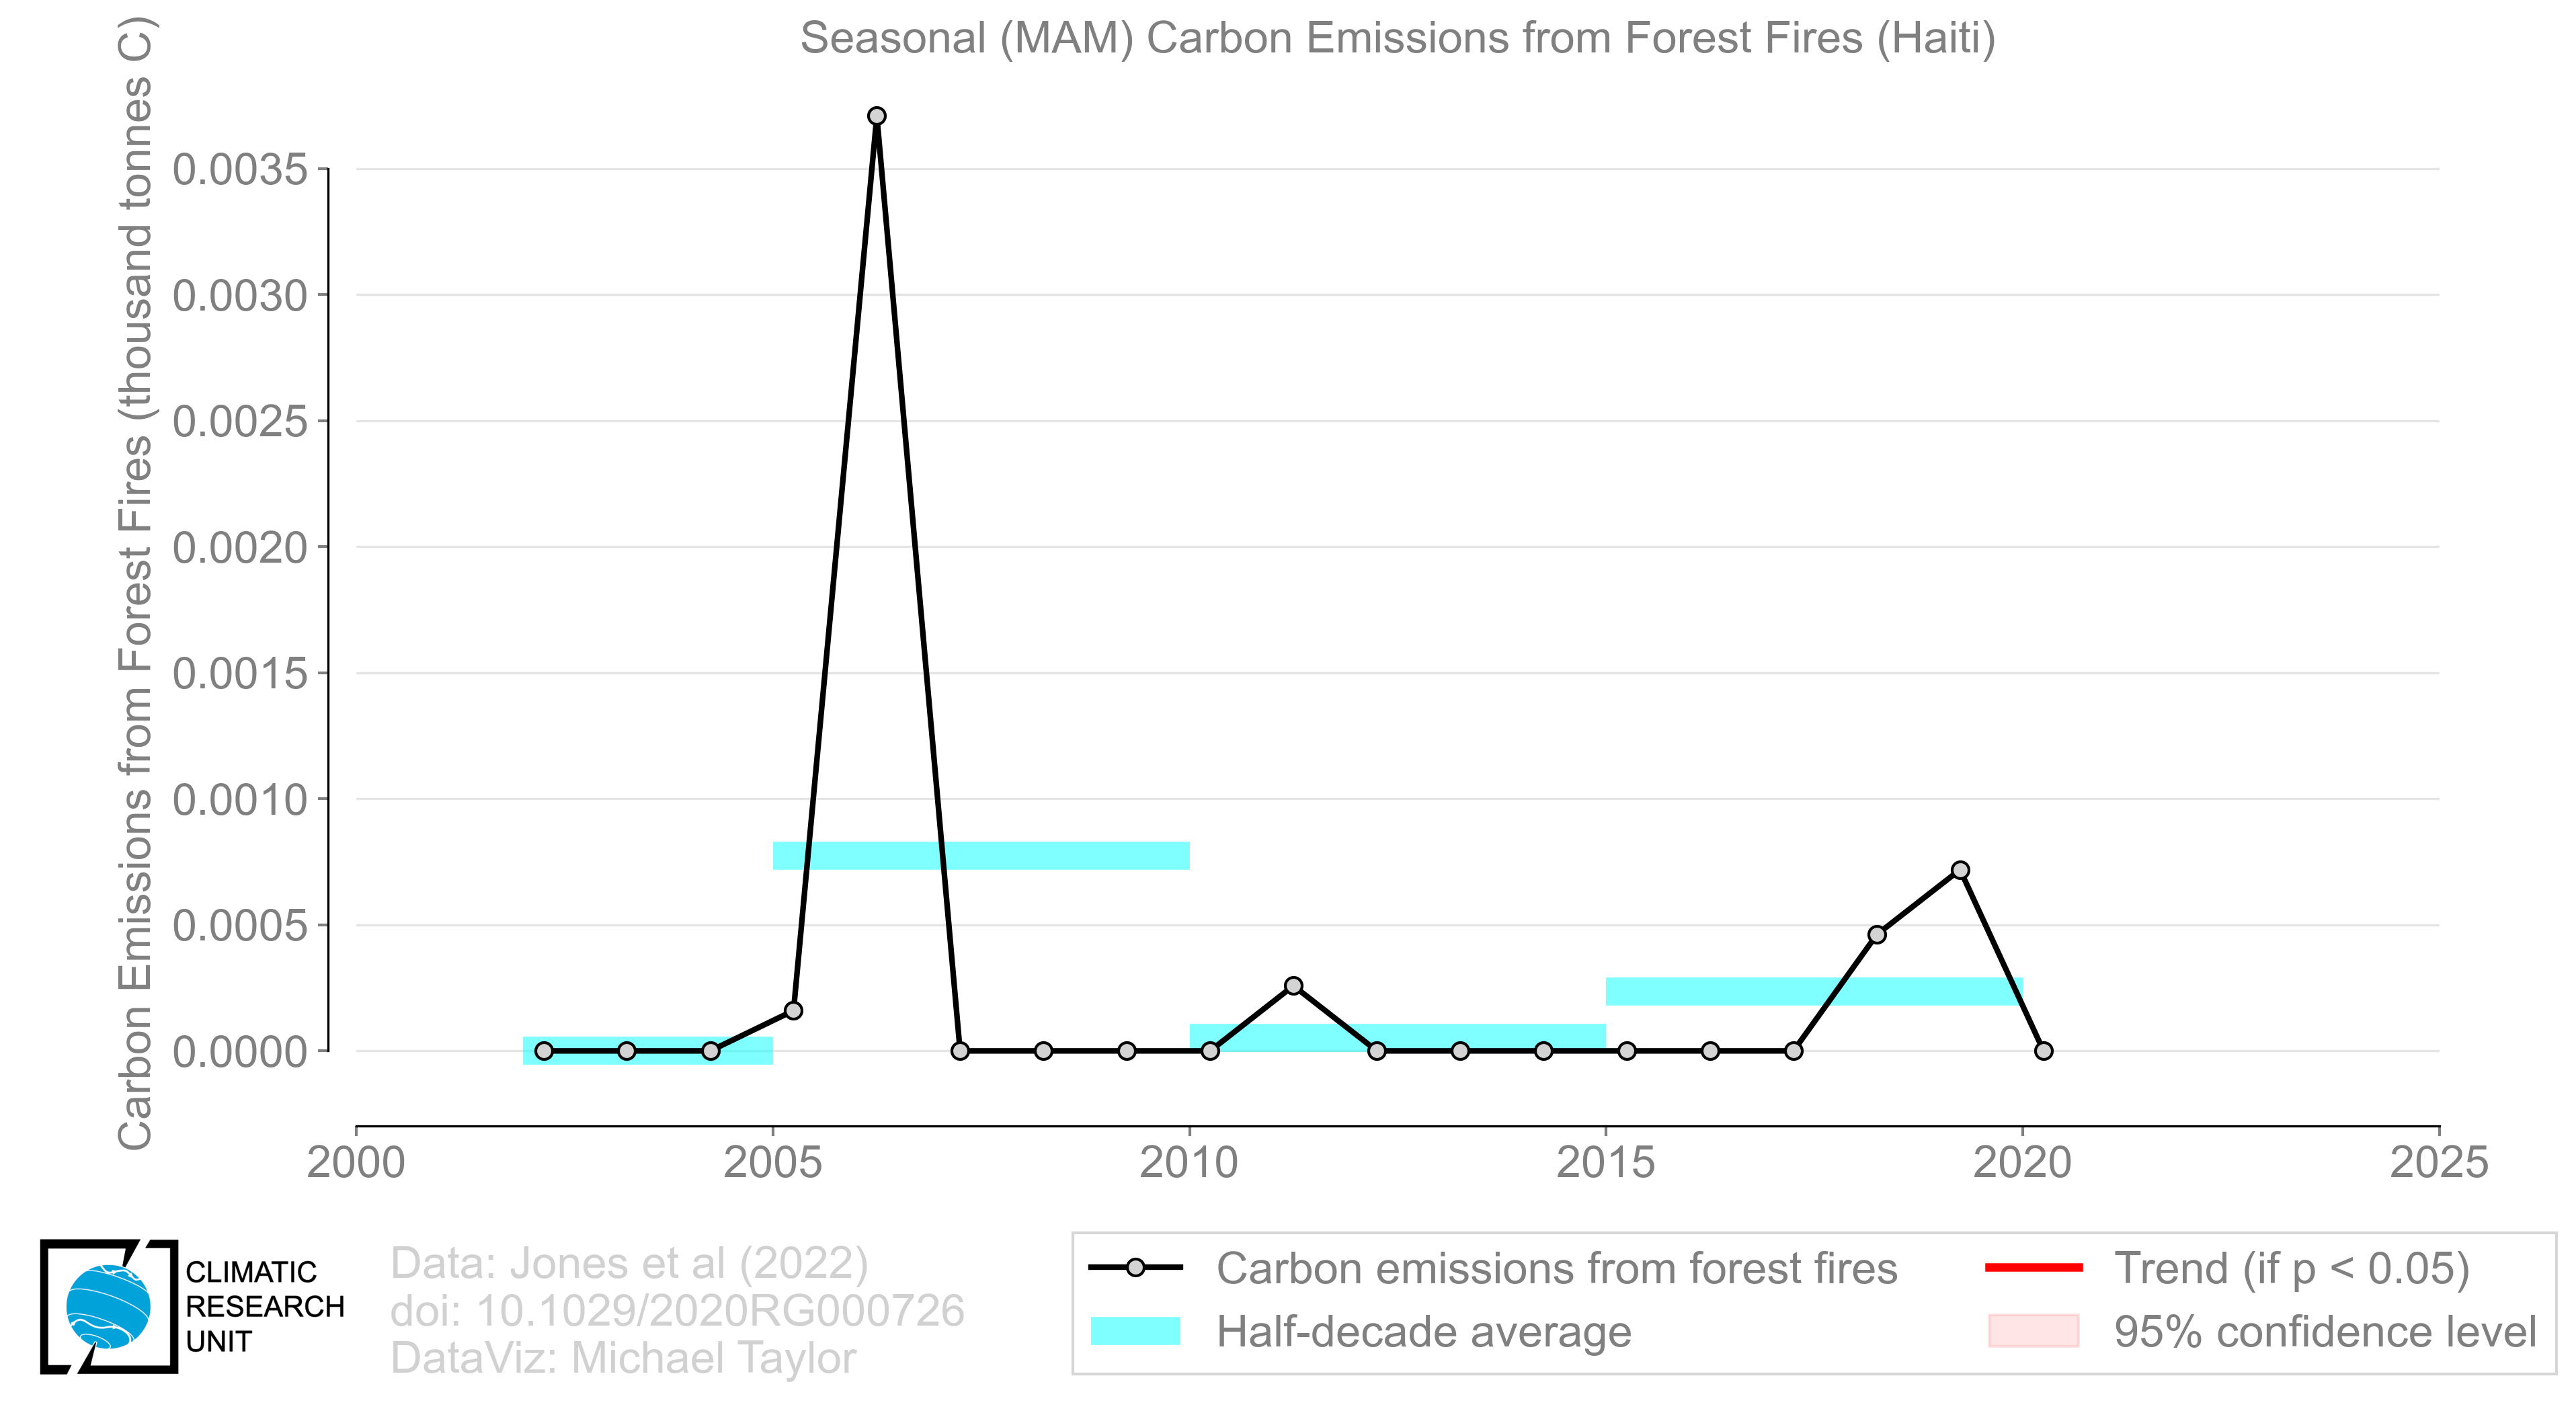 Seasonal (MAM) Carbon Emissions from Forest Fires (Haiti)
Carbon Emissions from Forest Fires (thousand tonnes C)
0.0035
0.0030
0.0025
0.0020
0.0015
0.0010
0.0005
0.0000
2000 2005 2010 2015 2020 2025
CLIMATIC
RESEARCH
UNIT
Data: Jones et al (2022)
doi: 10.1029/2020RG000726
DataViz: Michael Taylor
Carbon emissions from forest fires
Half-decade average
Trend (if p < 0.05)
95% confidence level